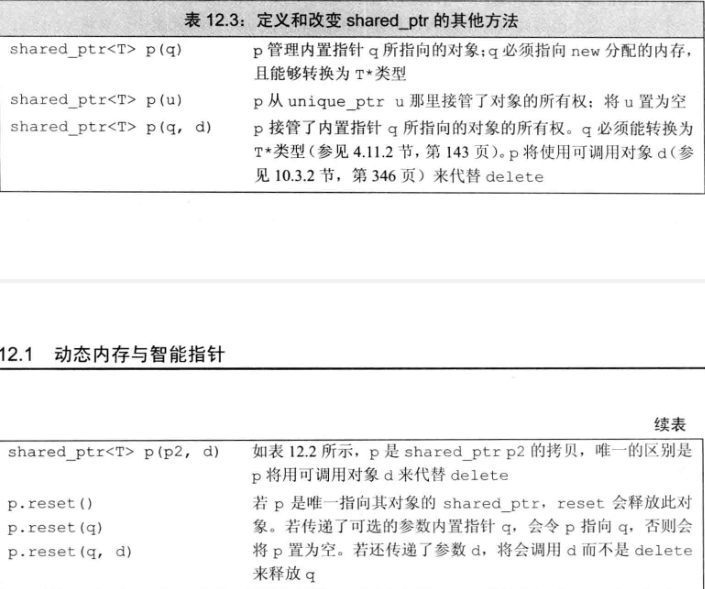 表 12.3：定义和改变 shared_ptr 的其他方法
shared_ptr<T> p(q) p 管理内置指针 q 所指向的对象；q 必须指向 new 分配的内存，
且能够转换为 T*类型
shared_ptr<T> p(u) p 从 unique_ptr u 那里接管了对象的所有权；将 u 置为空
shared_ptr<T> p(q, d) p 接管了内置指针 q 所指向的对象的所有权。q 必须能转换为
T*类型（参见 4.11.2 节，第 143 页）。p 将使用可调用对象 d（参
见 10.3.2 节，第 346 页）来代替 delete
12.1 动态内存与智能指针
续表
shared_ptr<T> p(p2, d) 如表 12.2 所示，p 是 shared_ptr p2 的拷贝，唯一的区别是
p 将用可调用对象 d 来代替 delete
p.reset() 若 p 是唯一指向其对象的 shared_ptr，reset 会释放此对
p.reset(q) 象。若传递了可选的参数内置指针 q，会令 p 指向 q，否则会
p.reset(q, d) 将 p 置为空。若还传递了参数 d，将会调用 d 而不是 delete
来释放 q